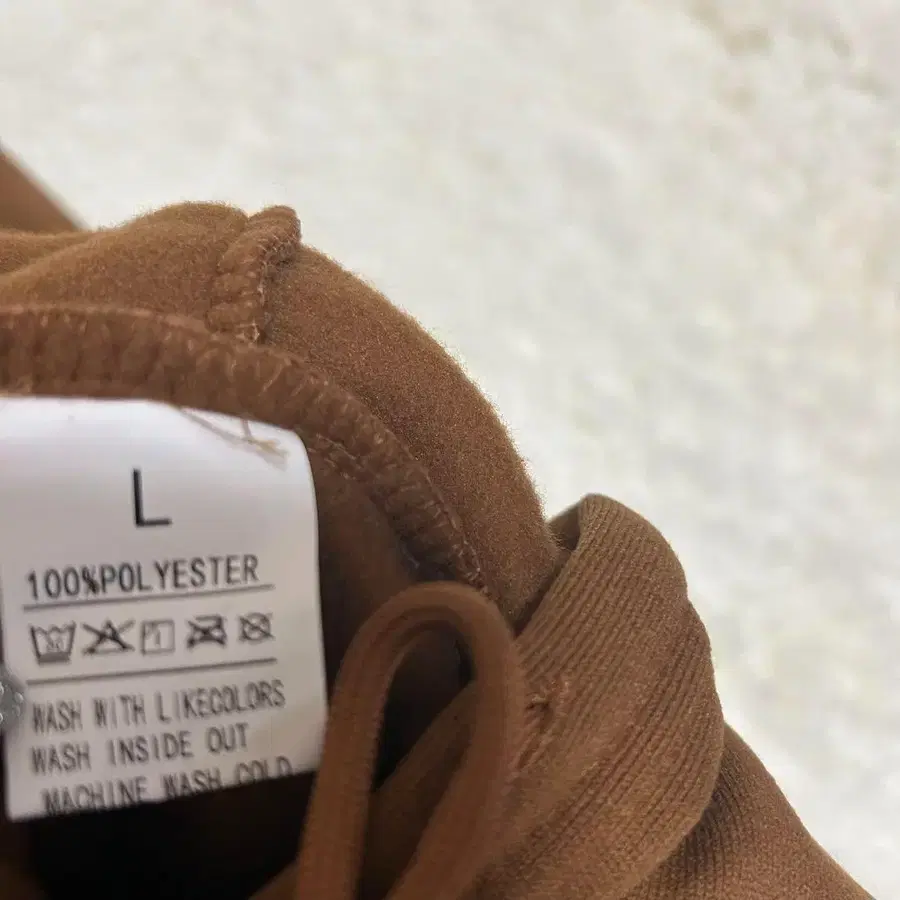 L
100%POLYESTER
WASH WITH LIKECOLORS
WASH INSIDE OUT
MACHINE WASH COLD